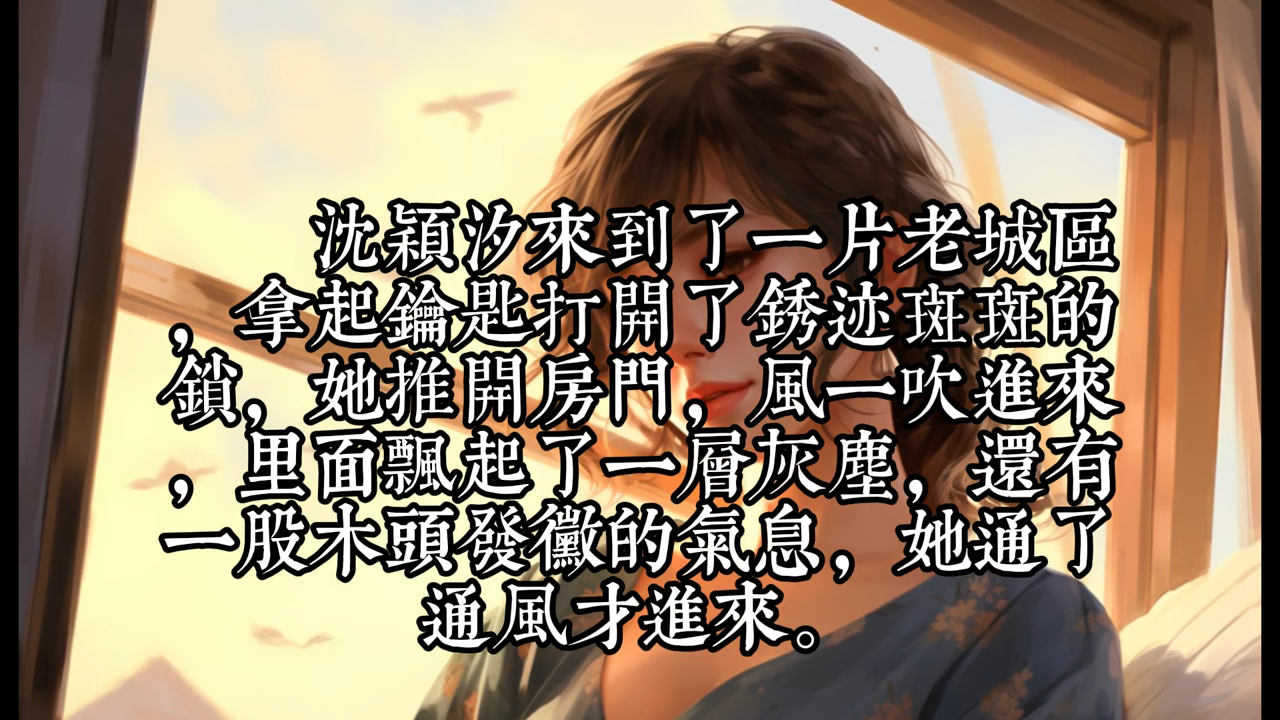 沈穎汐來到了一片老城區
，拿起鑰匙打開了銹迹斑斑的
鎖，她推開房門，風一吹進來
，里面飄起了一層灰塵，還有
一股木頭發黴的氣息，她通了
通風才進來。